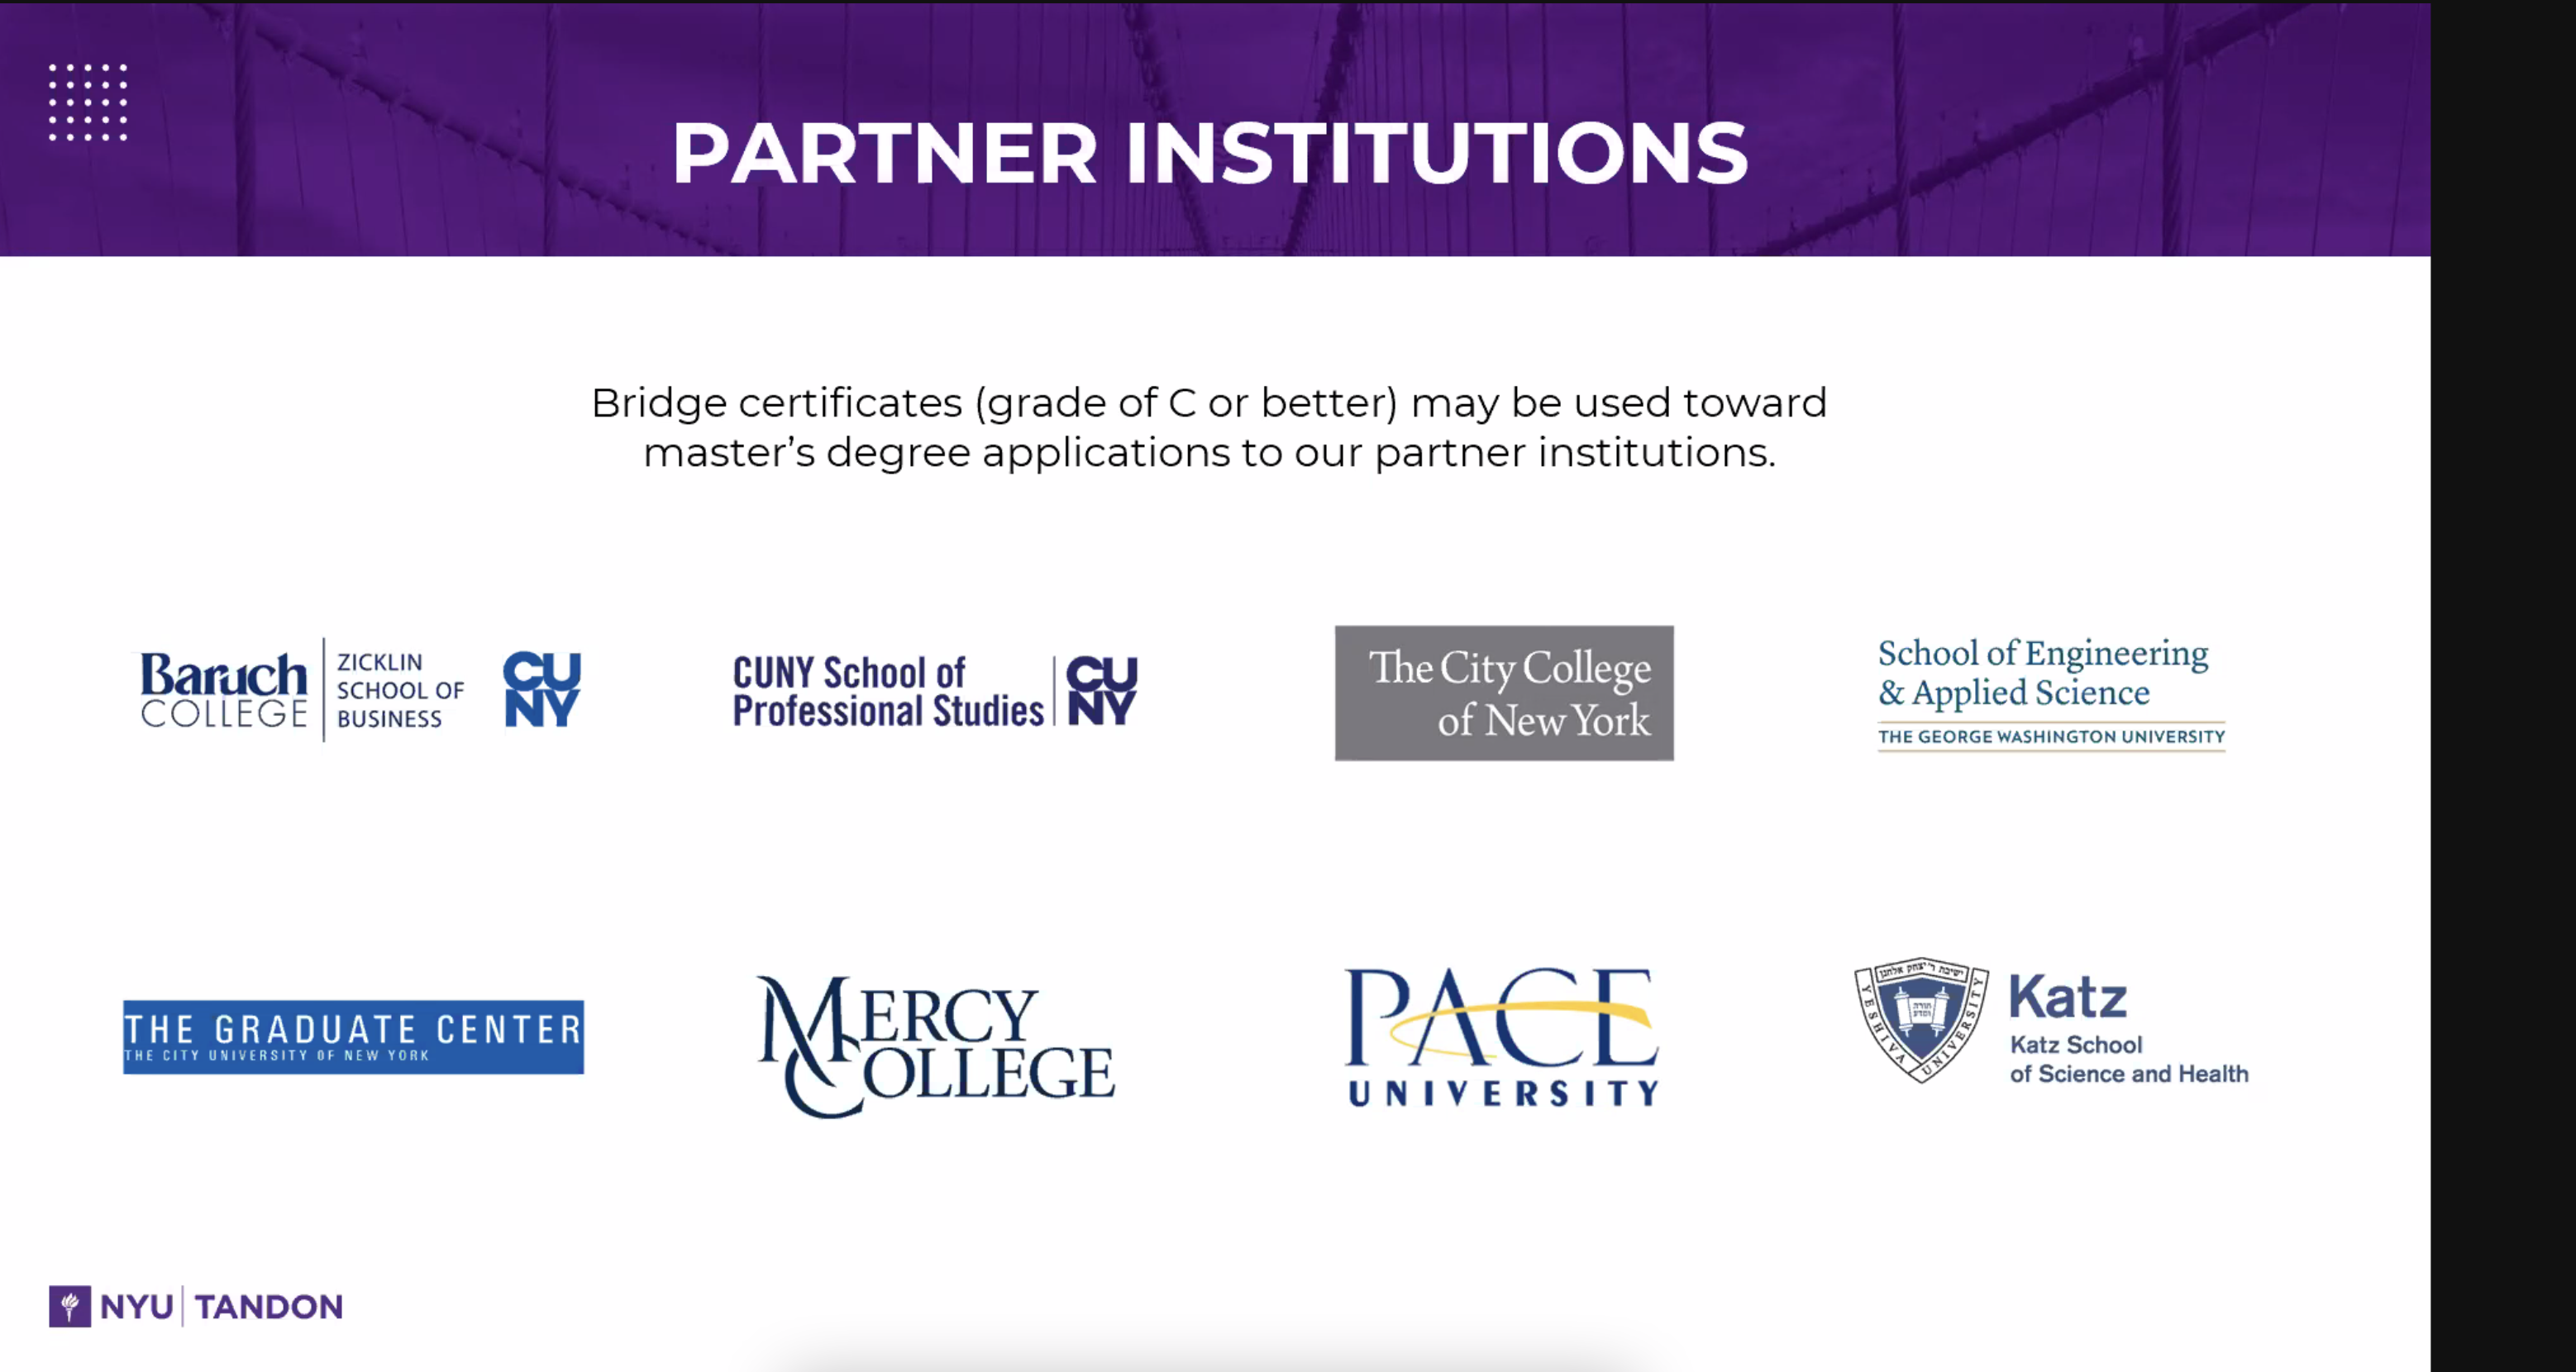 PARTNER INSTITUTIONS
Bridge certificates (grade of C or better) may be used toward
master's degree applications to our partner institutions.
Baruch
COLLEGE
ZICKLIN
SCHOOL OF
BUSINESS
CU
NY
CUNY School of
Professional Studies
CU
NY
The City College
of New York
School of Engineering
& Applied Science
THE GEORGE WASHINGTON UNIVERSITY
THE GRADUATE CENTER
THE CITY UNIVERSITY OF NEW YORK
MERCY
COLLEGE
PACE
UNIVERSITY
YESHIVA UNIVERSITY
Katz
Katz School
of Science and Health
NYU TANDON